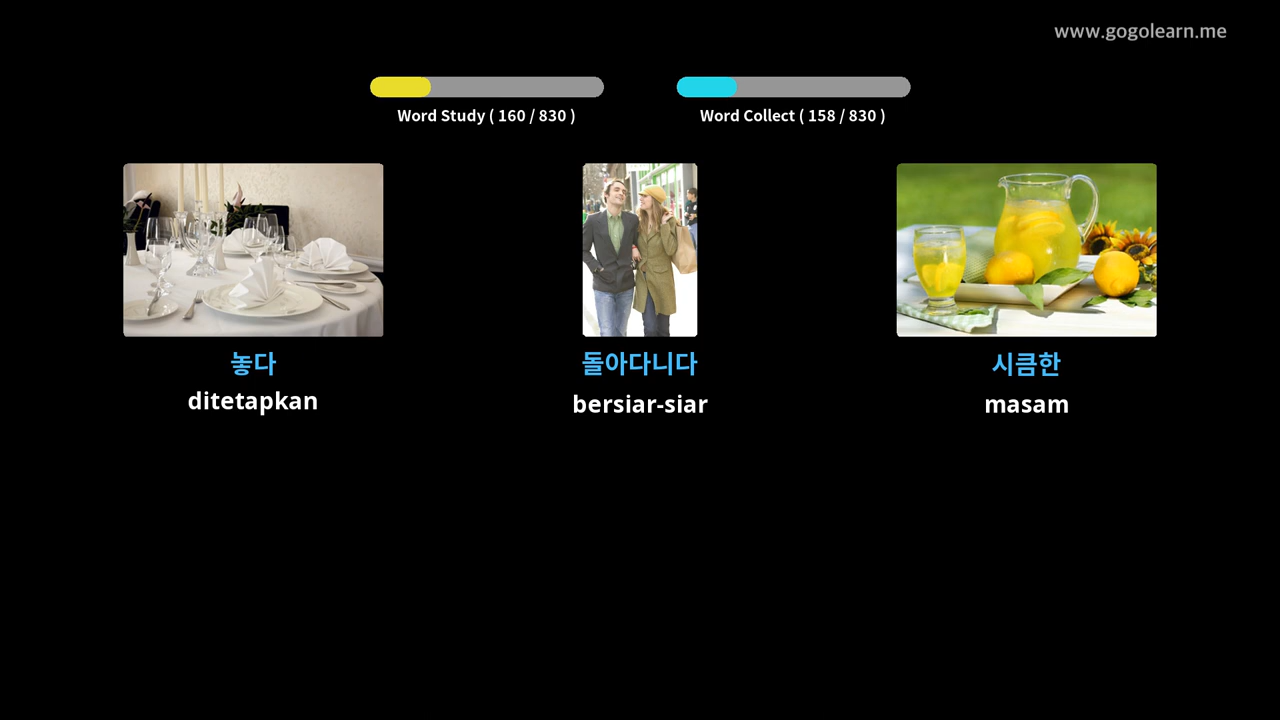 www.gogolearn.me
Word Study ( 160 / 830 )
Word Collect ( 158 / 830 )
놓다
돌아다니다
시큼한
ditetapkan
bersiar-siar
masam